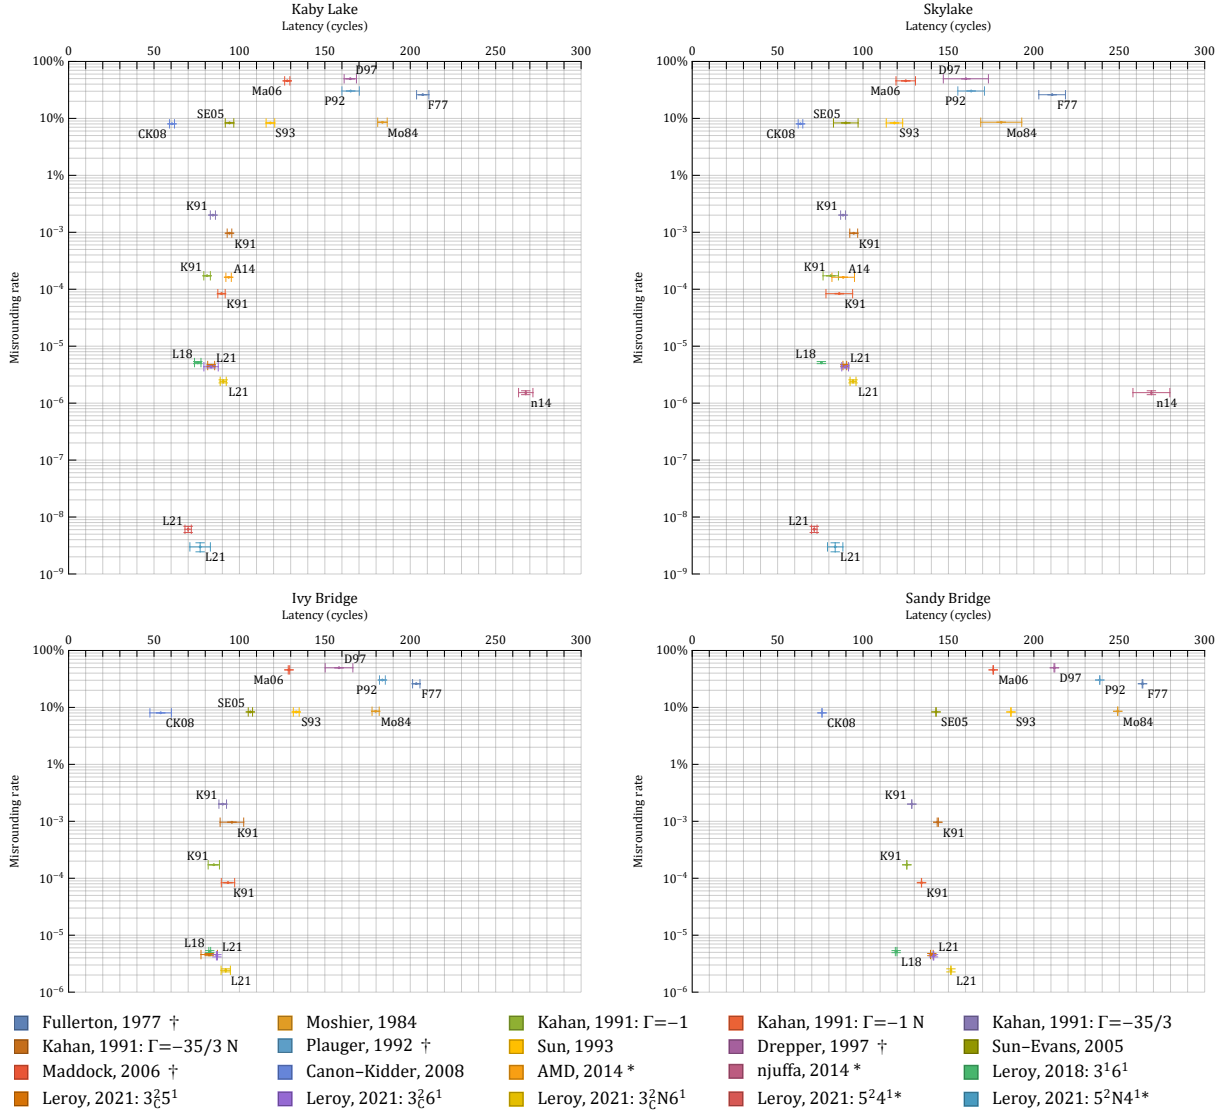 Kaby Lake
Latency (cycles)
0 50 100 150 200 250 300
100%
10%
1%
10⁻³
10⁻⁴
10⁻⁵
10⁻⁶
10⁻⁷
10⁻⁸
10⁻⁹
Misrounding rate
D97
Ma06
P92
F77
SE05
CK08
S93
Mo84
K91
K91
K91
A14
K91
L18
L21
L21
n14
L21
L21
Skylake
Latency (cycles)
0 50 100 150 200 250 300
100%
10%
1%
10⁻³
10⁻⁴
10⁻⁵
10⁻⁶
10⁻⁷
10⁻⁸
10⁻⁹
Misrounding rate
D97
Ma06
P92
F77
SE05
CK08
S93
Mo84
K91
K91
K91
A14
K91
L18
L21
L21
n14
L21
L21
Ivy Bridge
Latency (cycles)
0 50 100 150 200 250 300
100%
10%
1%
10⁻³
10⁻⁴
10⁻⁵
10⁻⁶
Misrounding rate
D97
Ma06
P92
F77
SE05
CK08
S93
Mo84
K91
K91
K91
K91
L18
L21
L21
Sandy Bridge
Latency (cycles)
0 50 100 150 200 250 300
100%
10%
1%
10⁻³
10⁻⁴
10⁻⁵
10⁻⁶
Misrounding rate
Ma06
D97
P92
F77
CK08
SE05
S93
Mo84
K91
K91
K91
K91
L18
L21
L21
Fullerton, 1977 † Moshier, 1984 Kahan, 1991: Γ=−1 Kahan, 1991: Γ=−1 N Kahan, 1991: Γ=−35/3
Kahan, 1991: Γ=−35/3 N Plauger, 1992 † Sun, 1993 Drepper, 1997 † Sun–Evans, 2005
Maddock, 2006 † Canon–Kidder, 2008 AMD, 2014 * njuffa, 2014 * Leroy, 2018: 3¹6¹
Leroy, 2021: 3²C5¹ Leroy, 2021: 3²C6¹ Leroy, 2021: 3²CN6¹ Leroy, 2021: 5²4¹* Leroy, 2021: 5²N4¹*